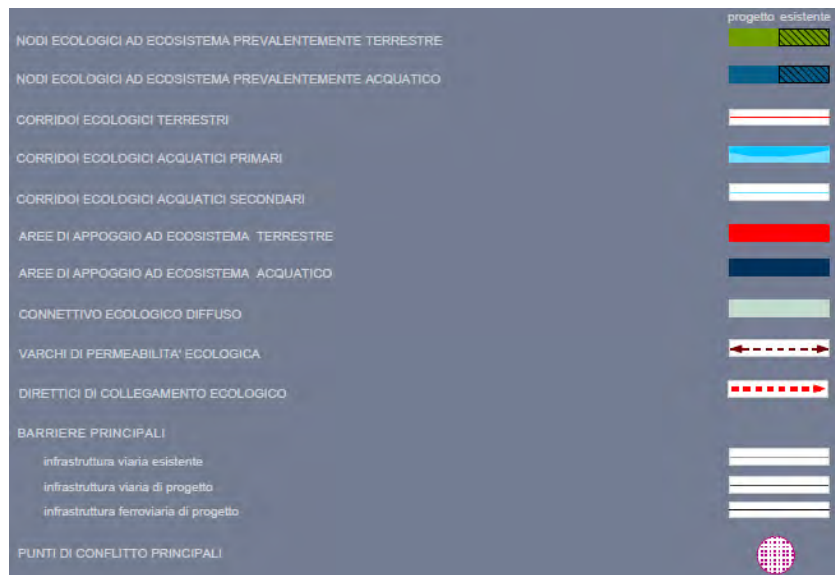 progetto esistente
NODI ECOLOGICI AD ECOSISTEMA PREVALENTEMENTE TERRESTRE
NODI ECOLOGICI AD ECOSISTEMA PREVALENTEMENTE ACQUATICO
CORRIDOI ECOLOGICI TERRESTRI
CORRIDOI ECOLOGICI ACQUATICI PRIMARI
CORRIDOI ECOLOGICI ACQUATICI SECONDARI
AREE DI APPOGGIO AD ECOSISTEMA TERRESTRE
AREE DI APPOGGIO AD ECOSISTEMA ACQUATICO
CONNETTIVO ECOLOGICO DIFFUSO
VARCHI DI PERMEABILITA' ECOLOGICA
DIRETTICI DI COLLEGAMENTO ECOLOGICO
BARRIERE PRINCIPALI
infrastruttura viaria esistente
infrastruttura viaria di progetto
infrastruttura ferroviaria di progetto
PUNTI DI CONFLITTO PRINCIPALI